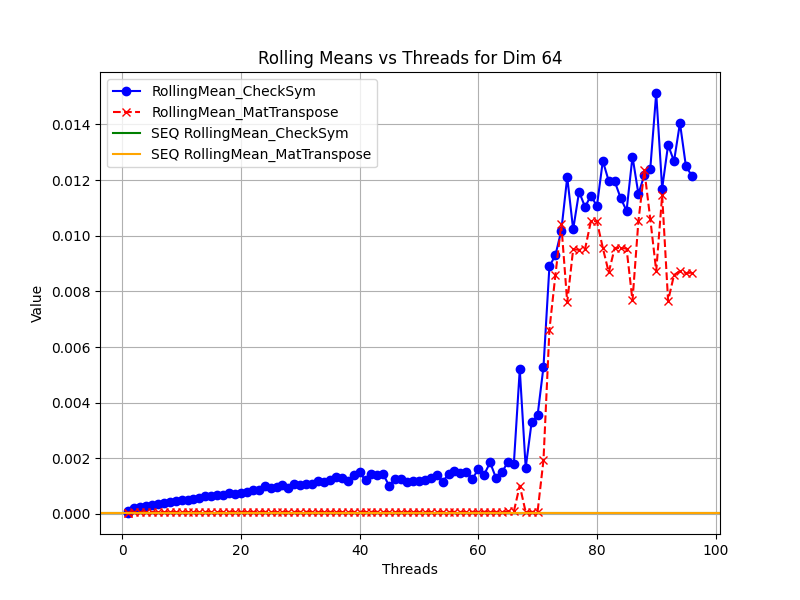 Rolling Means vs Threads for Dim 64
RollingMean_CheckSym
RollingMean_MatTranspose
SEQ RollingMean_CheckSym
SEQ RollingMean_MatTranspose
Value
0.014
0.012
0.010
0.008
0.006
0.004
0.002
0.000
0 20 40 60 80 100
Threads